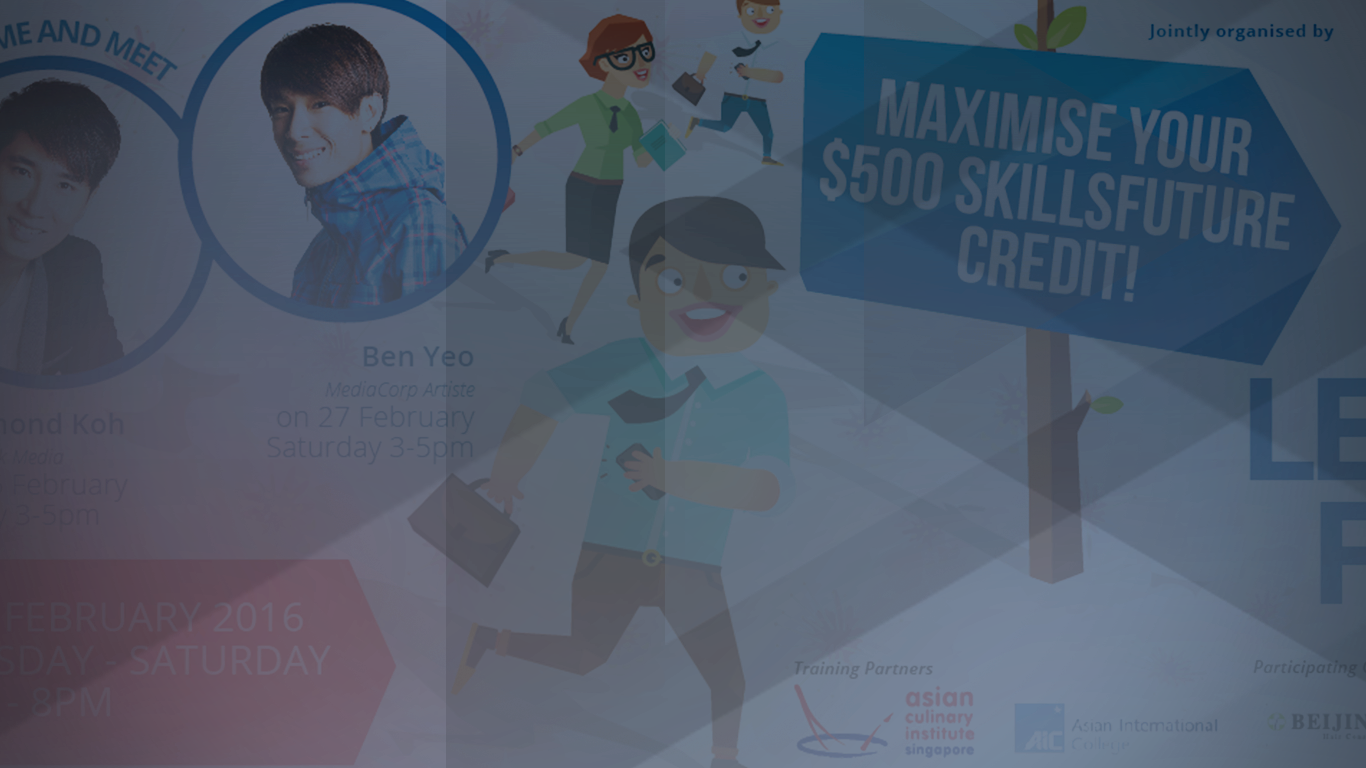 ME AND MEET
Jointly organised by
MAXIMISE YOUR
$500 SKILLSFUTURE
CREDIT!
Ben Yeo
MediaCorp Artiste
on 27 February
Saturday 3-5pm
mond Koh
Media
February
3-5pm
LE
P
FEBRUARY 2016
SDAY - SATURDAY
- 8PM
Training Partners
Participating
asian
culinary
institute
singapore
AIC
Asian International
College
BEIJIN